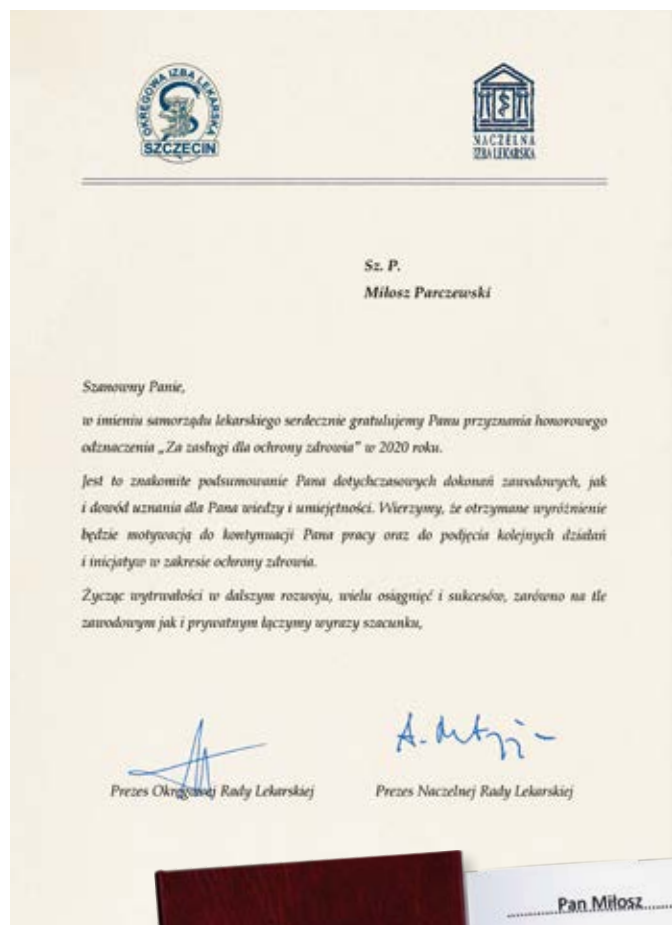 OKRĘGOWA IZBA LEKARSKA
SZCZECIN
NACZELNA
IZBA LEKARSKA
Sz. P.
Miłosz Parczewski
Szanowny Panie,
w imieniu samorządu lekarskiego serdecznie gratulujemy Panu przyznania honorowego
odznaczenia „Za zasługi dla ochrony zdrowia” w 2020 roku.
Jest to znakomite podsumowanie Pana dotychczasowych dokonań zawodowych, jak
i dowód uznania dla Pana wiedzy i umiejętności. Wierzymy, że otrzymane wyróżnienie
będzie motywacją do kontynuacji Pana pracy oraz do podjęcia kolejnych działań
i inicjatyw w zakresie ochrony zdrowia.
Życząc wytrwałości w dalszym rozwoju, wielu osiągnięć i sukcesów, zarówno na tle
zawodowym jak i prywatnym łączymy wyrazy szacunku,
Prezes Okręgowej Rady Lekarskiej
Prezes Naczelnej Rady Lekarskiej
Pan Miłosz